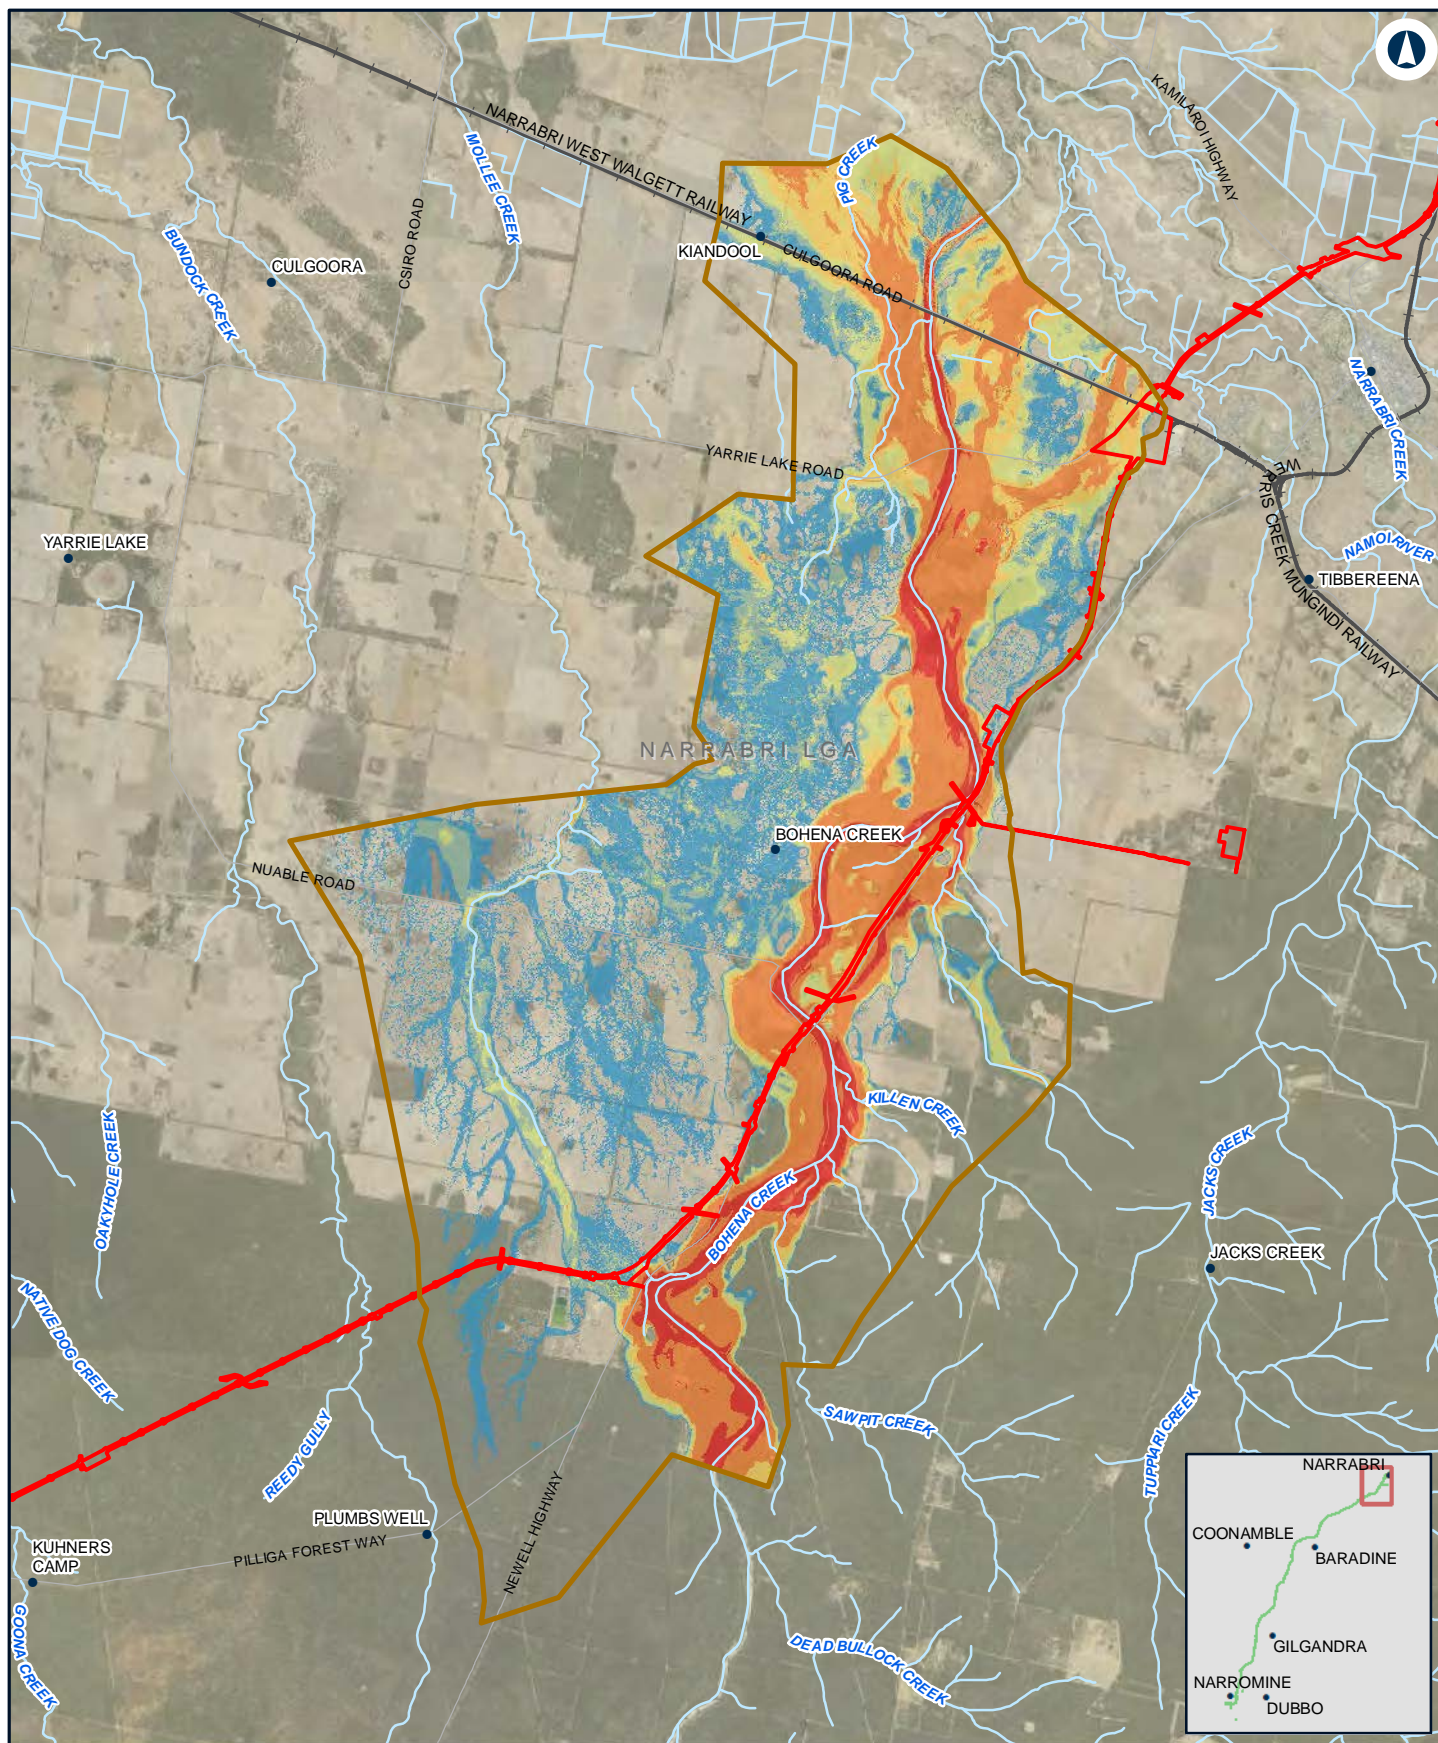 KAMILAROI HIGHWAY
NARRABRI WEST WALGETT RAILWAY
MOLLEE CREEK
PIG CREEK
CSIRO ROAD
BUNDOCK CREEK
CULGOORA
KIANDOOL
CULGOORA ROAD
NARRABRI CREEK
YARRIE LAKE ROAD
WERRIS CREEK MUNGINDI RAILWAY
YARRIE LAKE
NAMOI RIVER
TIBBEREENA
NARRABRI LGA
BOHENA CREEK
NUABLE ROAD
KILLEN CREEK
OAKYHOLE CREEK
JACKS CREEK
BOHENA CREEK
JACKS CREEK
NATIVE DOG CREEK
SAWPIT CREEK
TUPPIARI CREEK
REEDY GULLY
PLUMBS WELL
NEWELL HIGHWAY
PILLIGA FOREST WAY
KUHNERS
CAMP
GOONA CREEK
DEAD BULLOCK CREEK
NARRABRI
COONAMBLE
BARADINE
GILGANDRA
NARROMINE
DUBBO